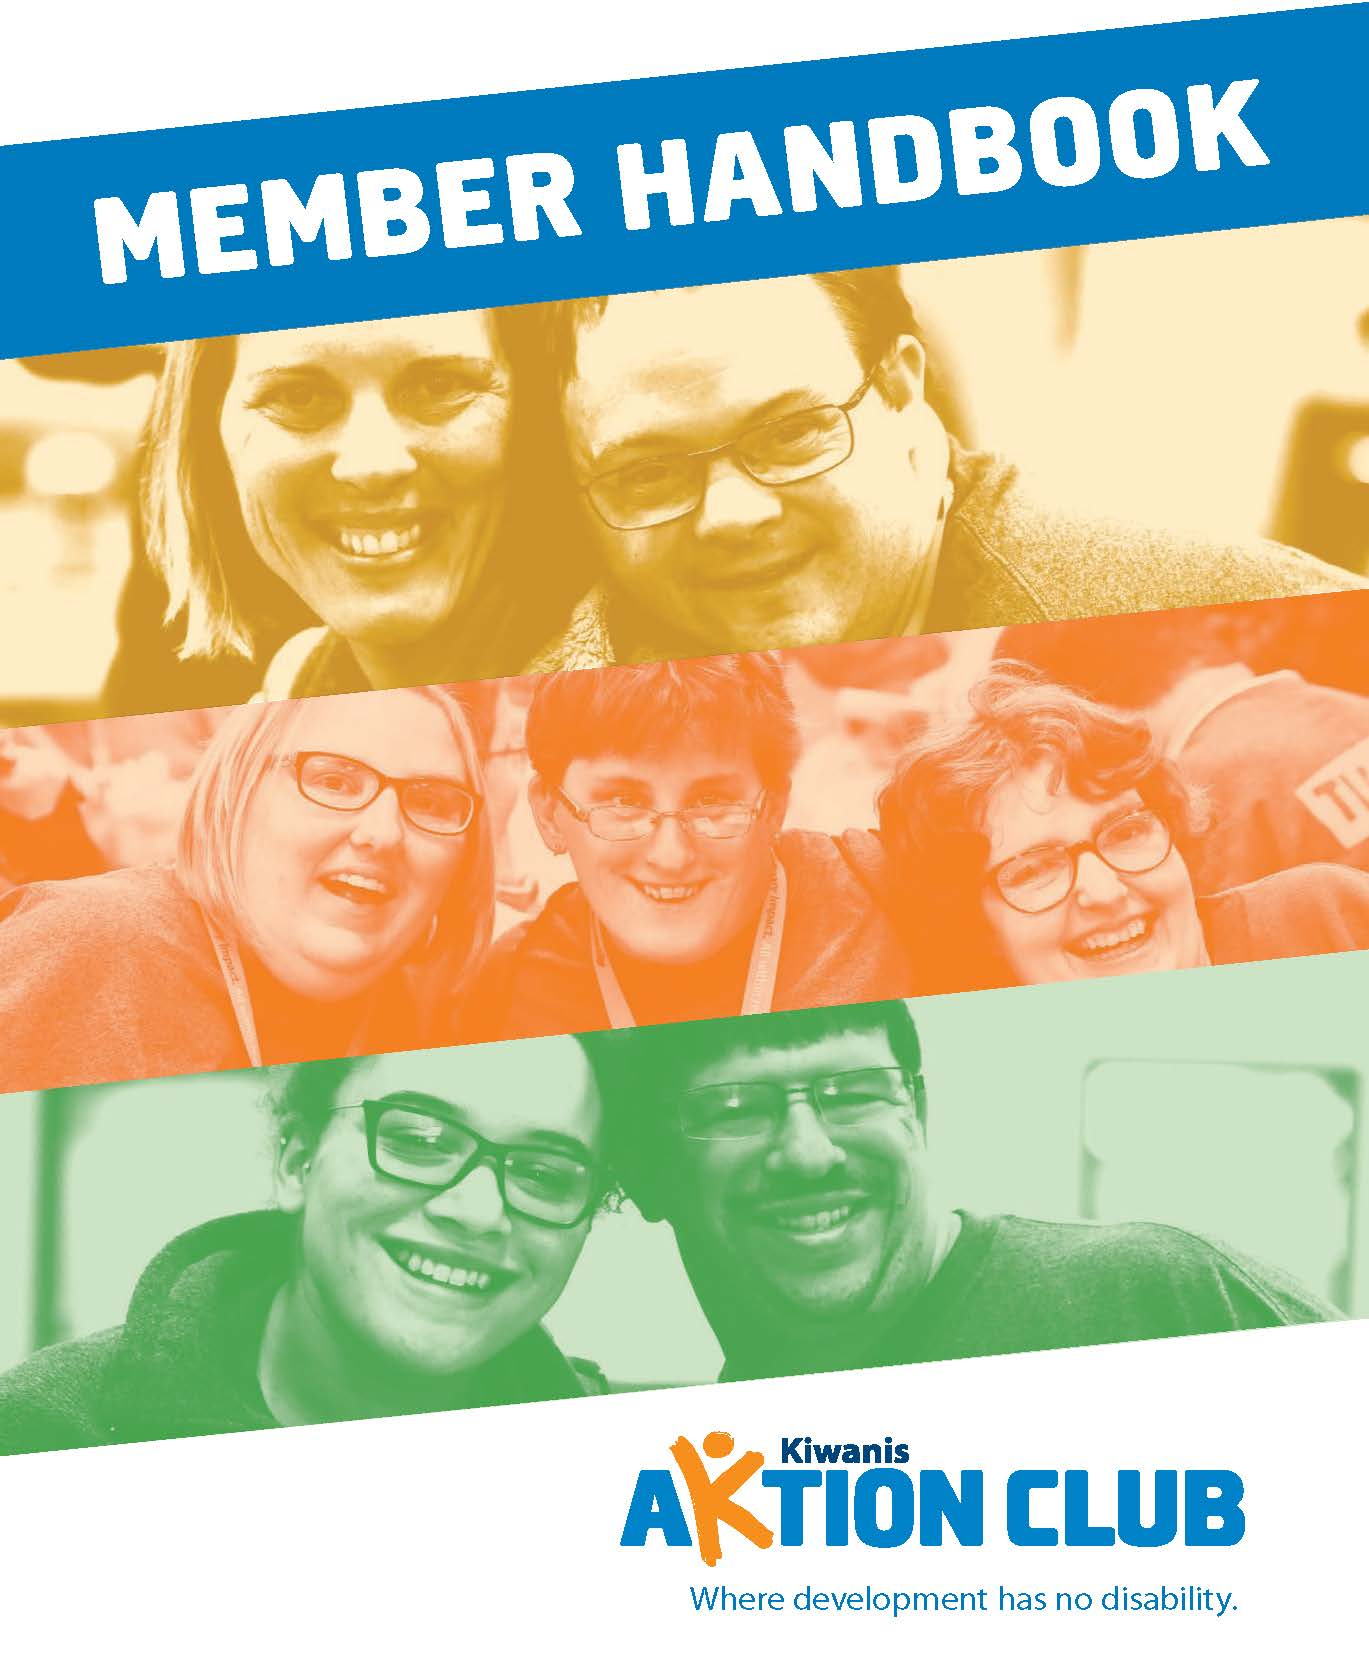 MEMBER HANDBOOK
Kiwanis
AKTION CLUB
Where development has no disability.